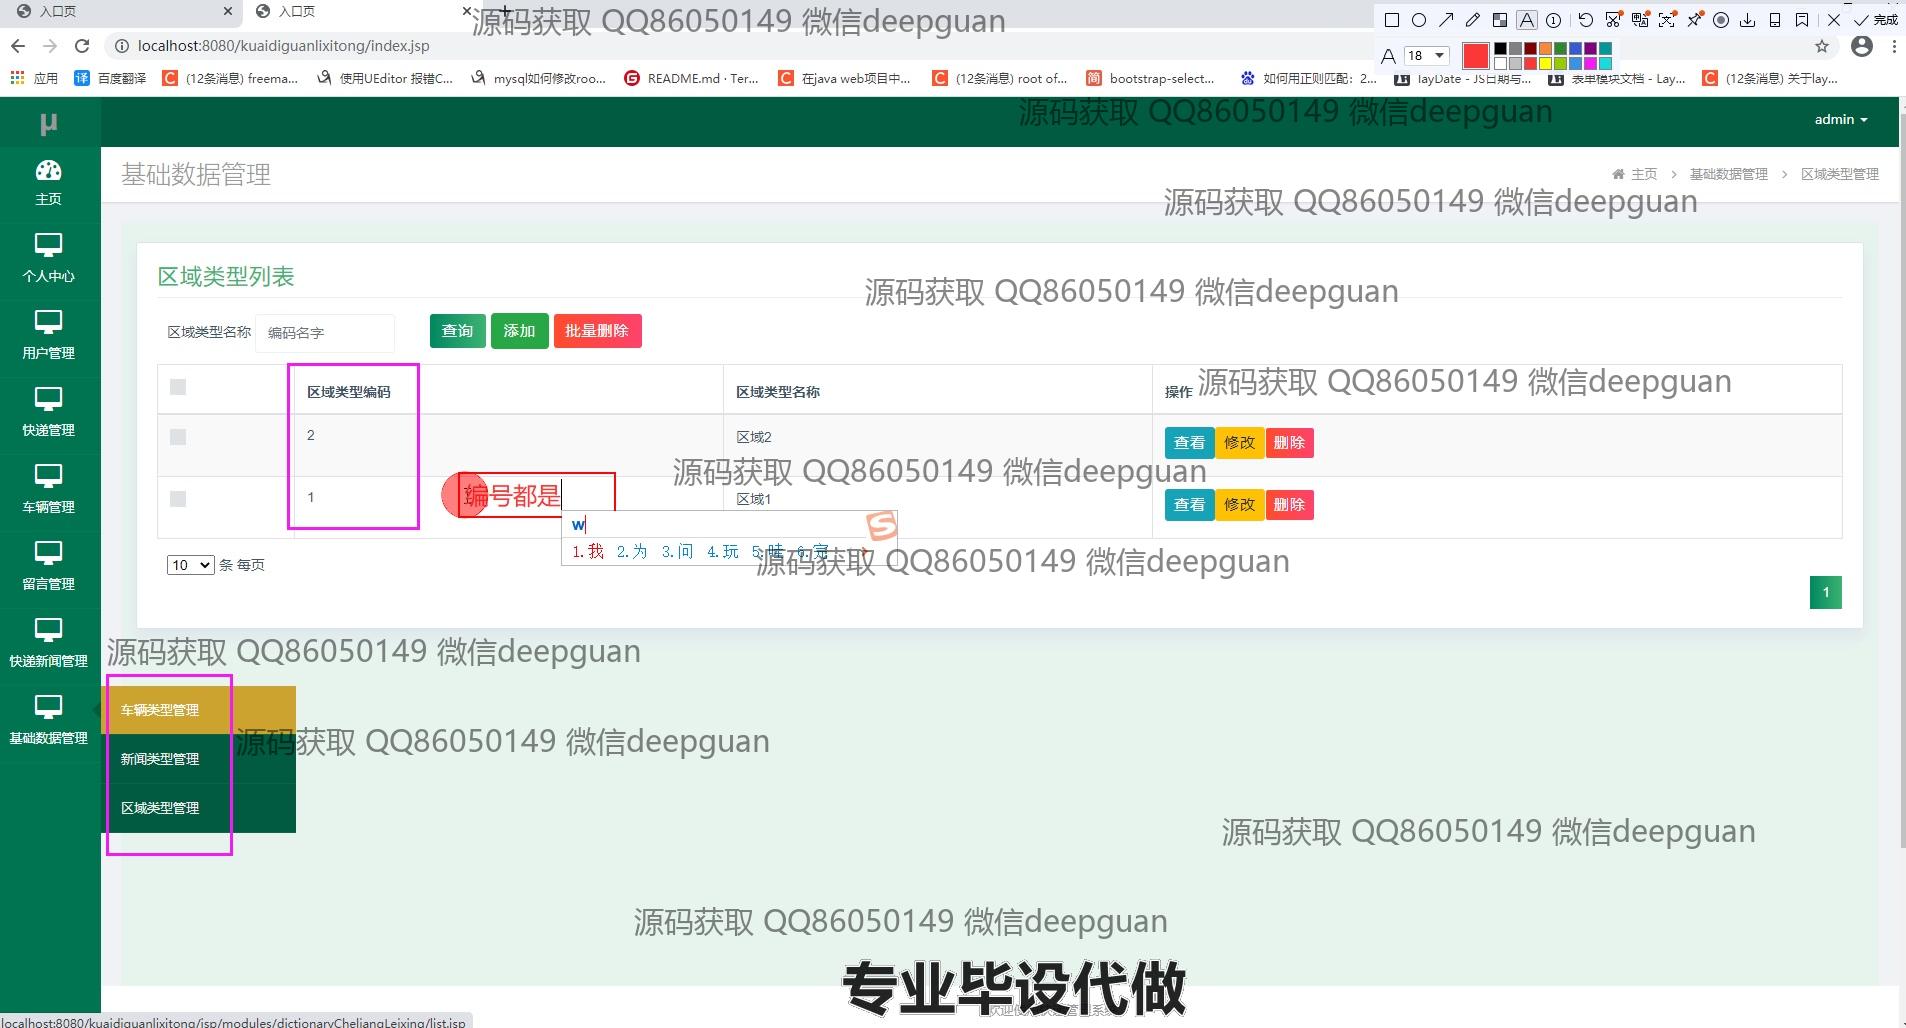 入口页
入口页
源码获取 QQ86050149 微信deepguan
完成
localhost:8080/kuaidiguanlixitong/index.jsp
A 18
应用
译 百度翻译
(12条消息) freema...
使用UEditor 报错C...
mysql如何修改roo...
README.md · Ter...
在java web项目中...
(12条消息) root of...
简 bootstrap-select...
如何用正则匹配：2...
layDate - JS日期与...
表单模块文档 - Lay...
(12条消息) 关于lay...
μ
源码获取 QQ86050149 微信deepguan
admin
主页
基础数据管理
主页 > 基础数据管理 > 区域类型管理
源码获取 QQ86050149 微信deepguan
个人中心
区域类型列表
源码获取 QQ86050149 微信deepguan
区域类型名称 编码名字 查询 添加 批量删除
用户管理
区域类型编码 区域类型名称 操作
源码获取 QQ86050149 微信deepguan
快递管理
2 区域2 查看 修改 删除
源码获取 QQ86050149 微信deepguan
1 编号都是 区域1 查看 修改 删除
车辆管理
w
S
1.我 2.为 3.问 4.玩 5.哇 6.完
源码获取 QQ86050149 微信deepguan
10 条 每页
留言管理
1
源码获取 QQ86050149 微信deepguan
快递新闻管理
车辆类型管理
基础数据管理
源码获取 QQ86050149 微信deepguan
新闻类型管理
区域类型管理
源码获取 QQ86050149 微信deepguan
源码获取 QQ86050149 微信deepguan
专业毕设代做
localhost:8080/kuaidiguanlixitong/jsp/modules/dictionaryCheliangLeixing/list.jsp